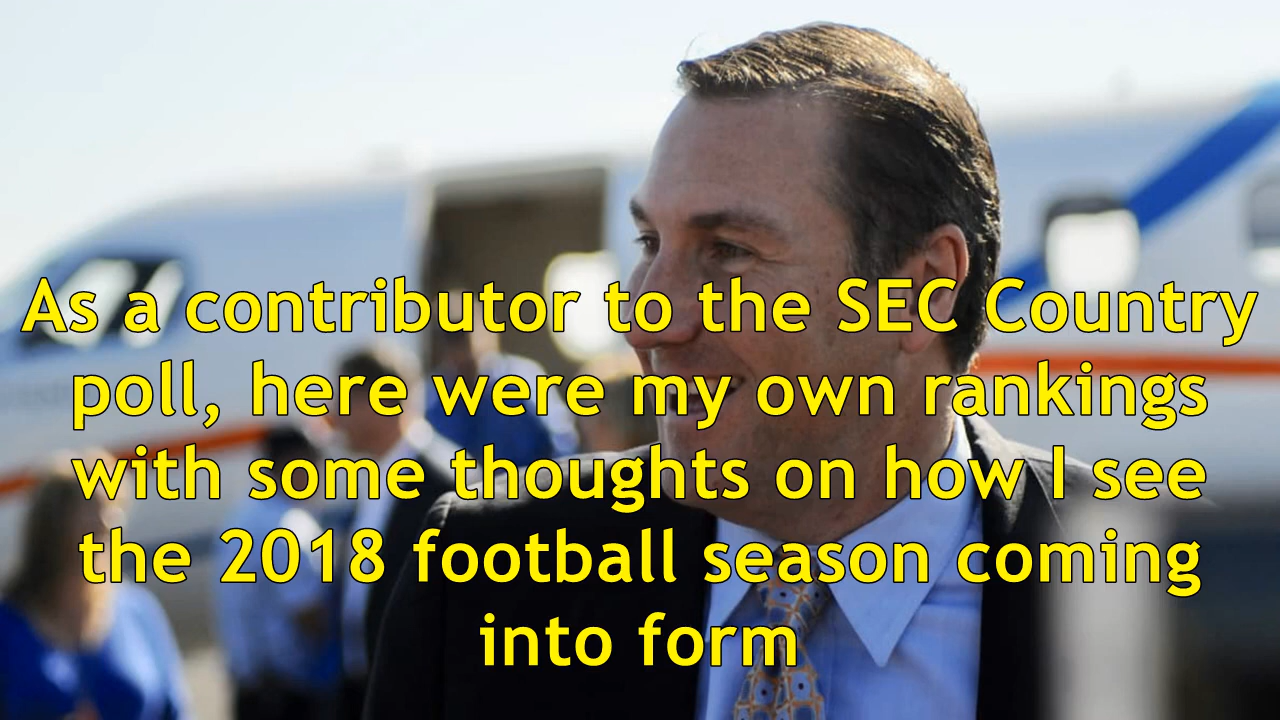 As a contributor to the SEC Country
poll, here were my own rankings
with some thoughts on how I see
the 2018 football season coming
into form